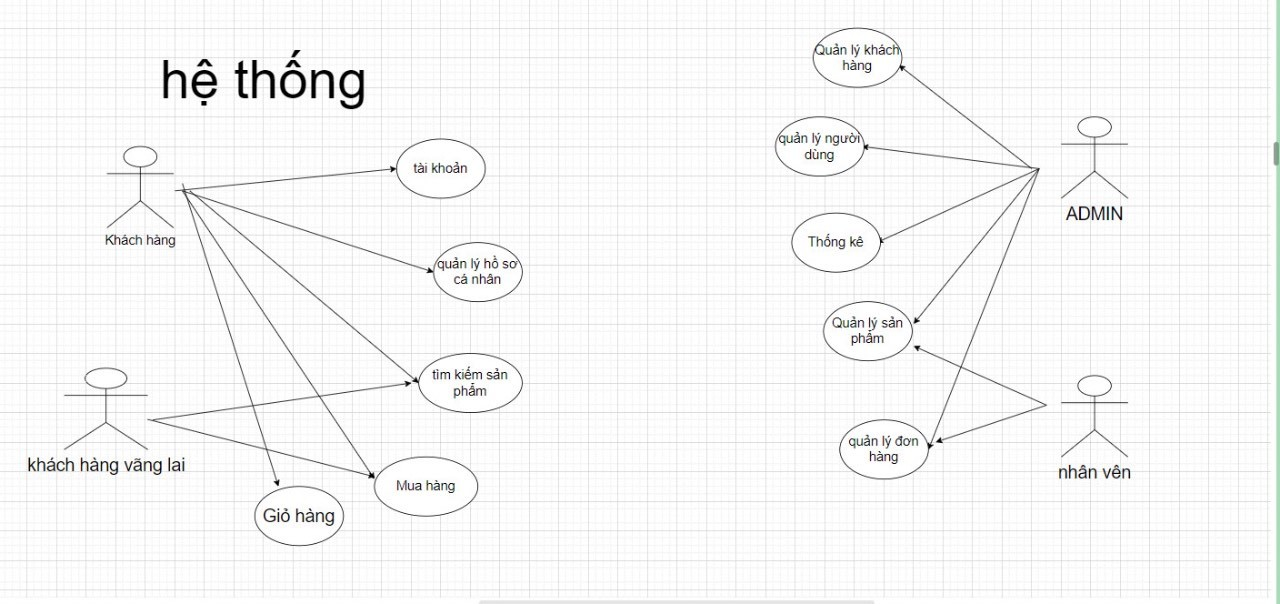 hệ thống
Khách hàng
khách hàng vãng lai
tài khoản
quản lý hồ sơ
cá nhân
tìm kiếm sản
phẩm
Mua hàng
Giỏ hàng
Quản lý khách
hàng
quản lý người
dùng
Thống kê
Quản lý sản
phẩm
quản lý đơn
hàng
ADMIN
nhân vên